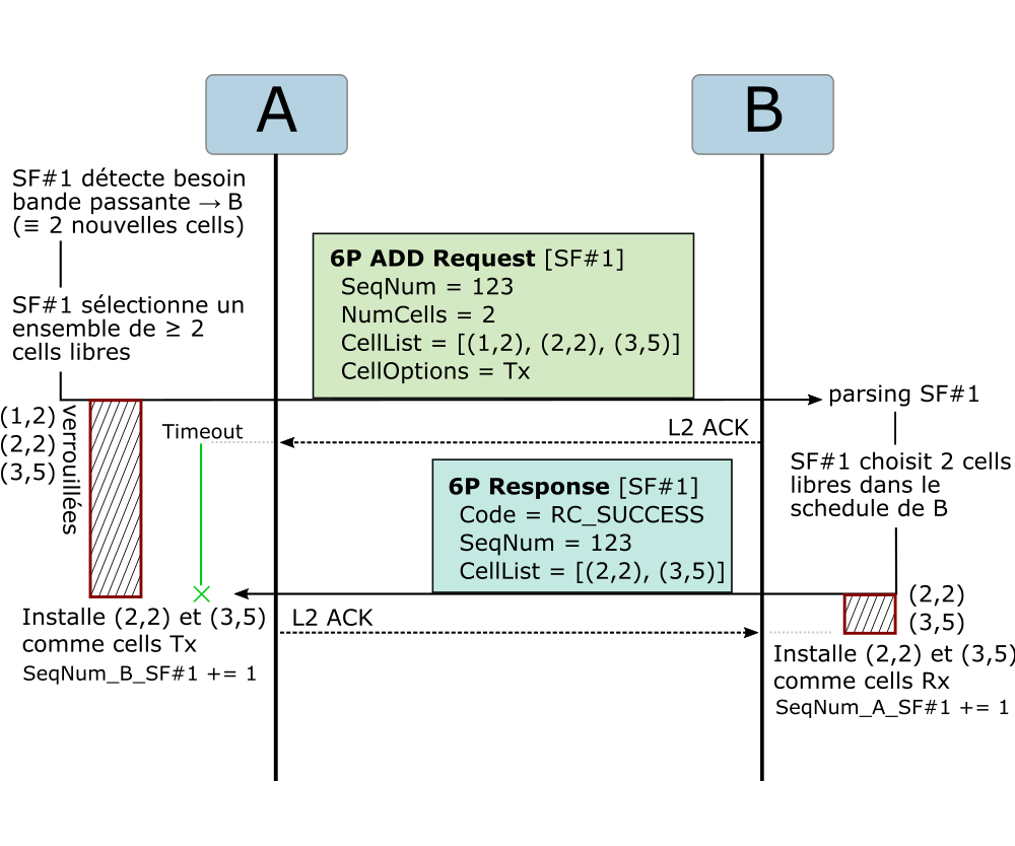 A
B
SF#1 détecte besoin
bande passante → B
(≡ 2 nouvelles cells)
SF#1 sélectionne un
ensemble de ≥ 2
cells libres
6P ADD Request [SF#1]
SeqNum = 123
NumCells = 2
CellList = [(1,2), (2,2), (3,5)]
CellOptions = Tx
parsing SF#1
(1,2)
(2,2)
(3,5)
verrouillées
Timeout
L2 ACK
SF#1 choisit 2 cells
libres dans le
schedule de B
6P Response [SF#1]
Code = RC_SUCCESS
SeqNum = 123
CellList = [(2,2), (3,5)]
(2,2)
(3,5)
Installe (2,2) et (3,5)
comme cells Tx
SeqNum_B_SF#1 += 1
L2 ACK
Installe (2,2) et (3,5)
comme cells Rx
SeqNum_A_SF#1 += 1